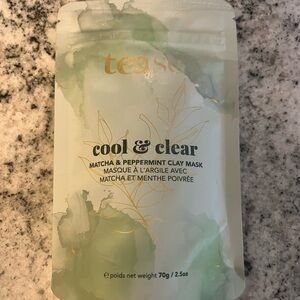 tease
cool & clear
MATCHA & PEPPERMINT CLAY MASK
MASQUE À L'ARGILE AVEC
MATCHA ET MENTHE POIVRÉE
℮ poids net weight 70g / 2.5oz